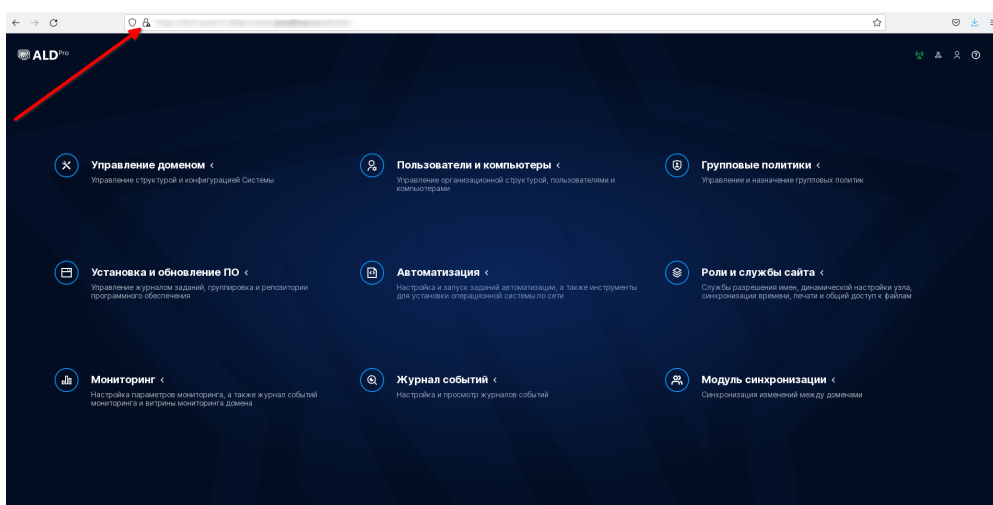 ALD Pro
Управление доменом
Управление структурой и конфигурацией Системы
Пользователи и компьютеры
Управление организационной структурой, пользователями и
компьютерами
Групповые политики
Управление и назначение групповых политик
Установка и обновление ПО
Управление журналом заданий, группировка и репозитории
программного обеспечения
Автоматизация
Настройка и запуск заданий автоматизации, а также инструменты
для установки операционной системы по сети
Роли и службы сайта
Службы разрешения имен, динамической настройки узла,
синхронизации времени, печати и общий доступ к файлам
Мониторинг
Настройка параметров мониторинга, а также журнал событий
мониторинга и витрины мониторинга домена
Журнал событий
Настройка и просмотр журналов событий
Модуль синхронизации
Синхронизация изменений между доменами